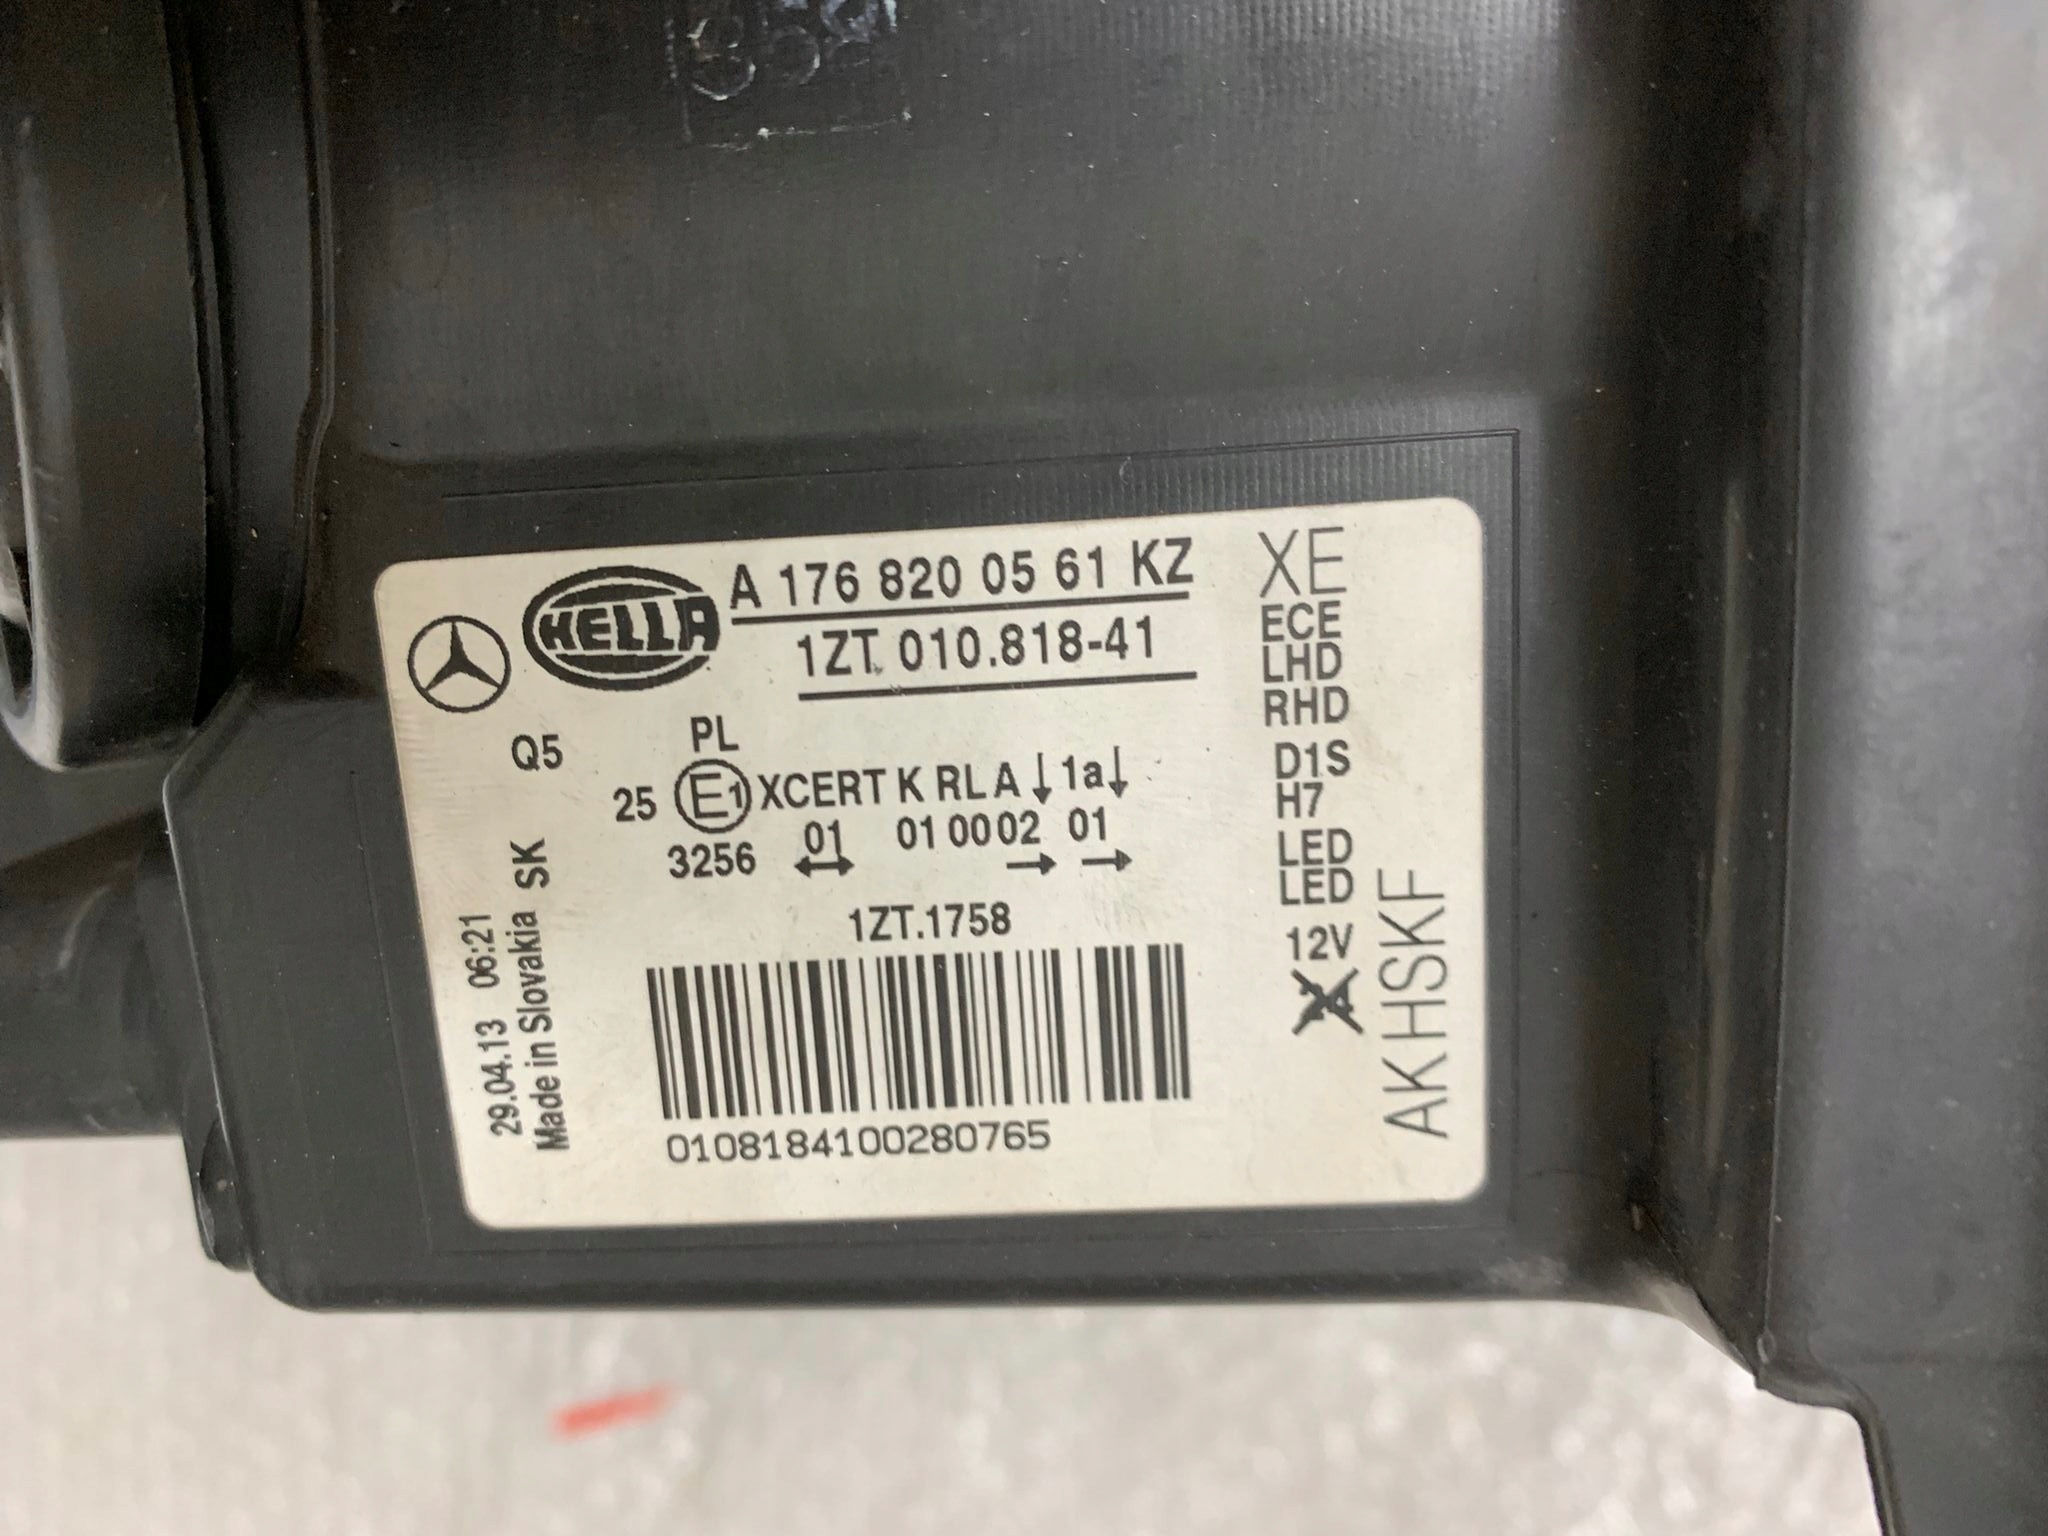 HELLA
A 176 820 05 61 KZ
1ZT 010.818-41
Q5
PL
25 E1 XCERT K RL A ↓ 1a ↓
3256 01 01 00 02 01
↔ → →
1ZT.1758
0108184100280765
29.04.13 06:21
Made in Slovakia SK
XE
ECE
LHD
RHD
D1S
H7
LED
LED
12V
AKHSKF